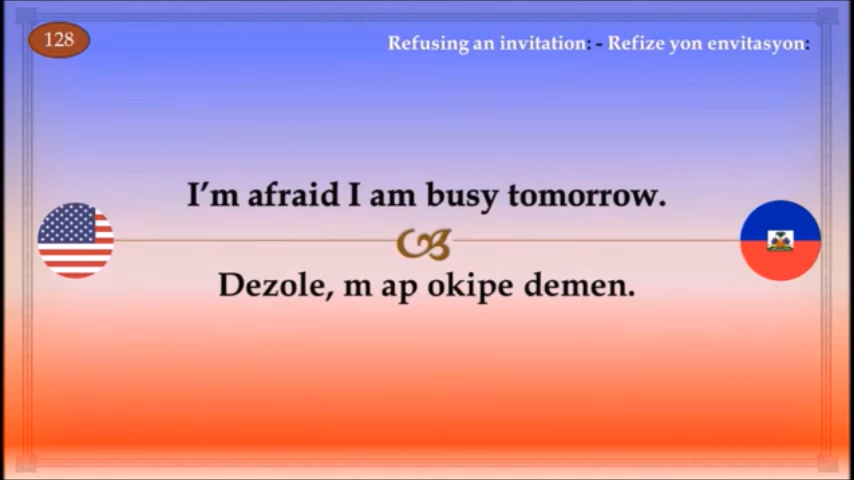 128
Refusing an invitation: - Refize yon envitasyon:
I’m afraid I am busy tomorrow.
Dezole, m ap okipe demen.